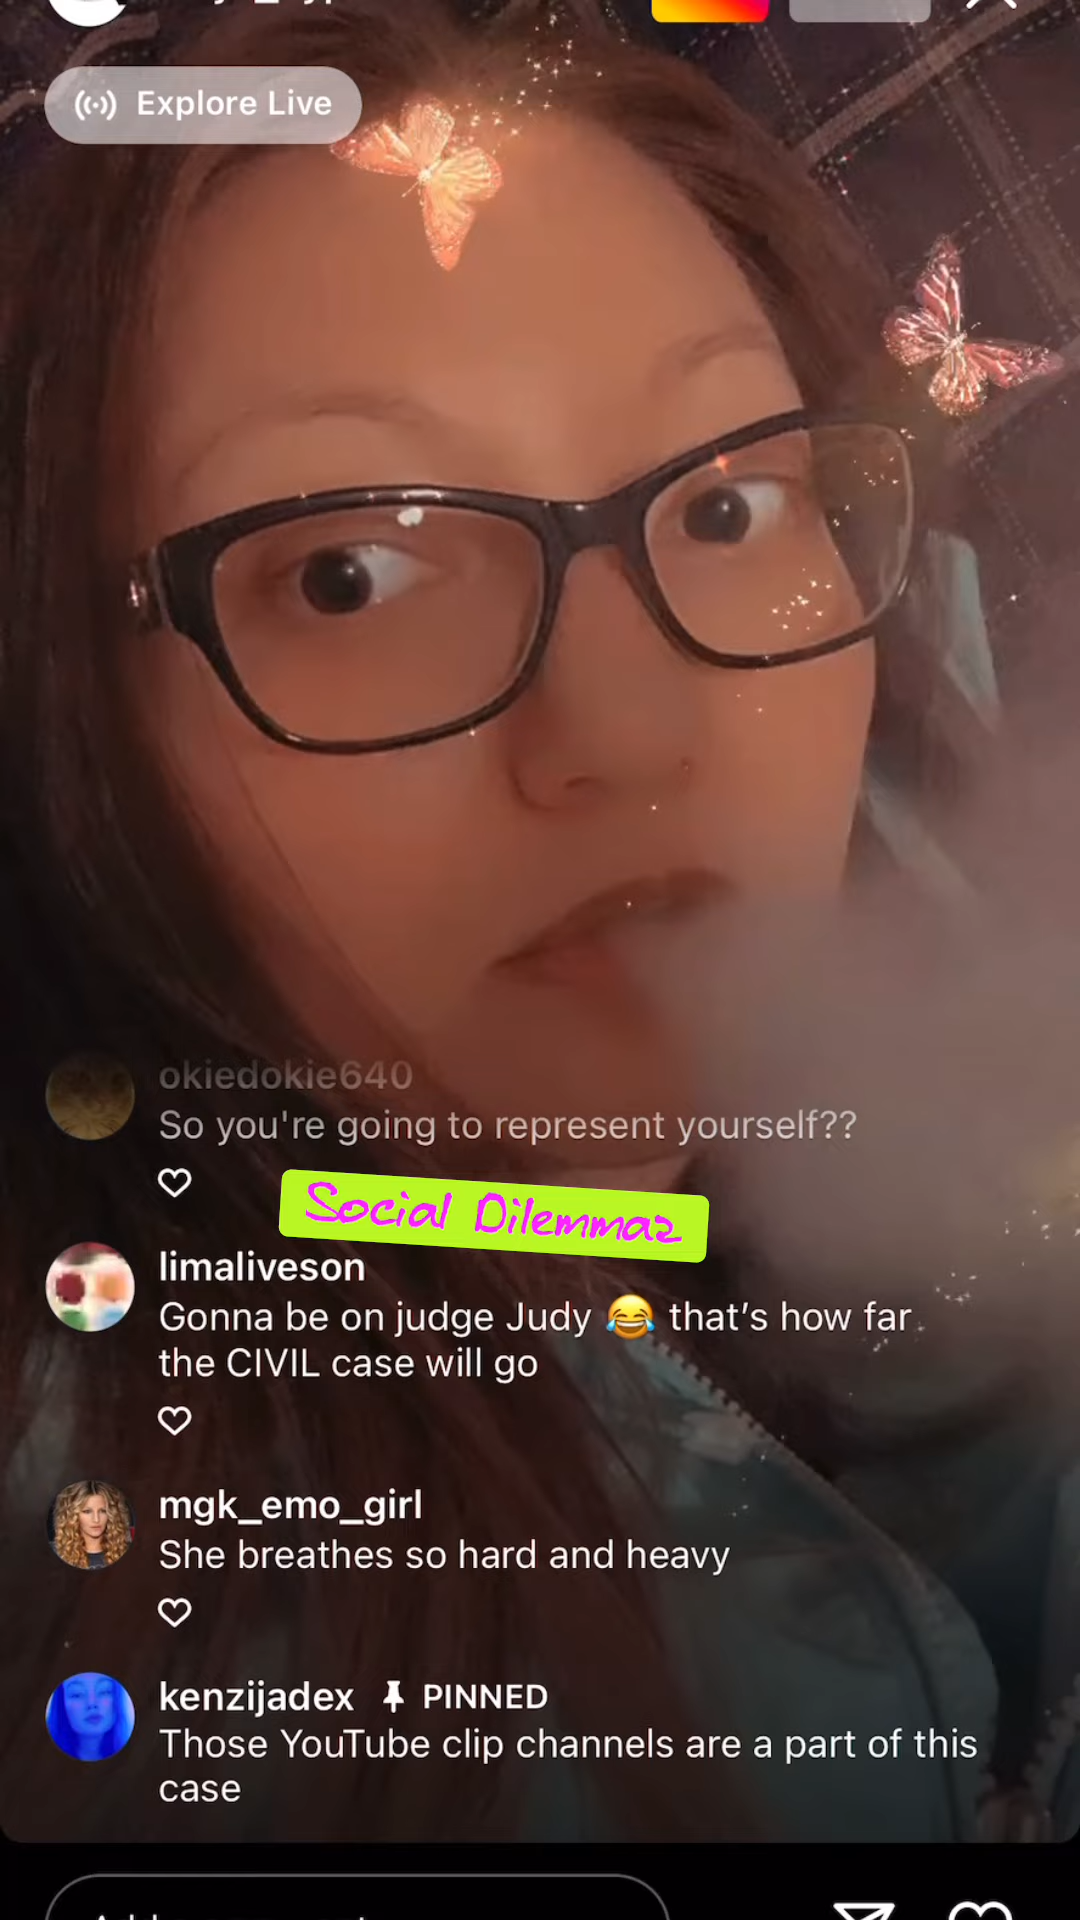 Explore Live
okiedokie640
So you're going to represent yourself??
Social Dilemmaz
limaliveson
Gonna be on judge Judy 😂 that's how far
the CIVIL case will go
mgk_emo_girl
She breathes so hard and heavy
kenzijadex PINNED
Those YouTube clip channels are a part of this
case